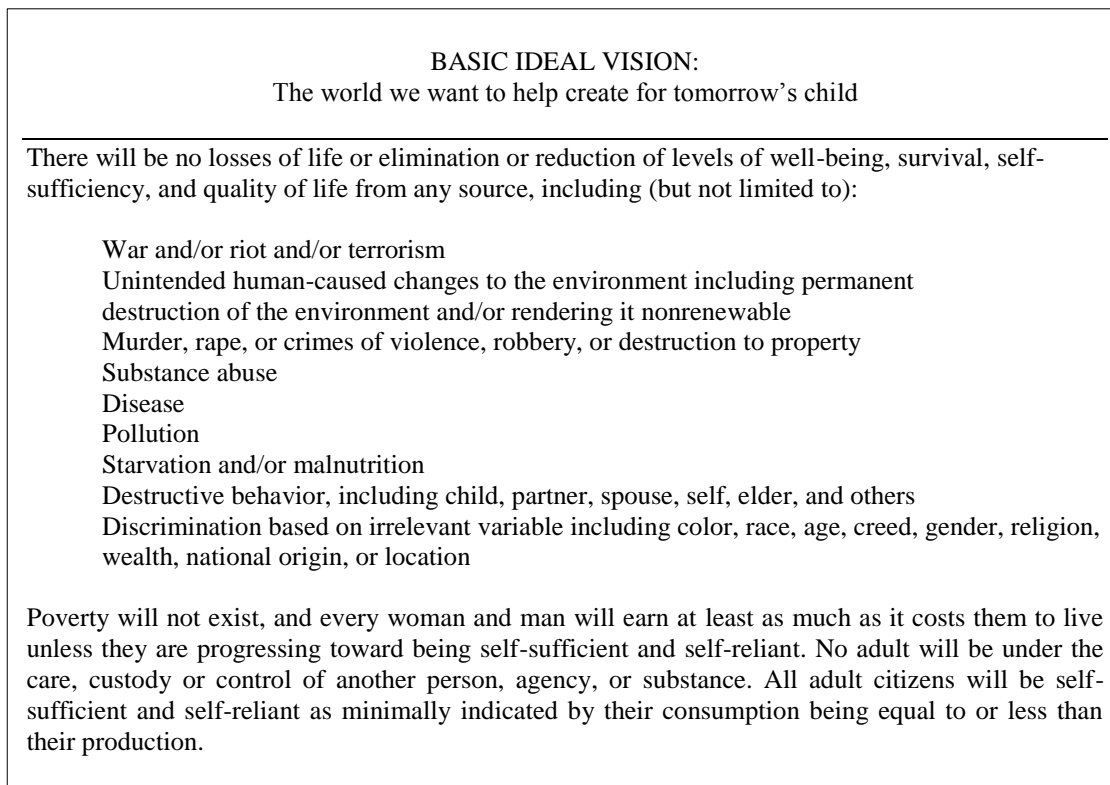 BASIC IDEAL VISION:
The world we want to help create for tomorrow's child
There will be no losses of life or elimination or reduction of levels of well-being, survival, self-
sufficiency, and quality of life from any source, including (but not limited to):
War and/or riot and/or terrorism
Unintended human-caused changes to the environment including permanent
destruction of the environment and/or rendering it nonrenewable
Murder, rape, or crimes of violence, robbery, or destruction to property
Substance abuse
Disease
Pollution
Starvation and/or malnutrition
Destructive behavior, including child, partner, spouse, self, elder, and others
Discrimination based on irrelevant variable including color, race, age, creed, gender, religion,
wealth, national origin, or location
Poverty will not exist, and every woman and man will earn at least as much as it costs them to live
unless they are progressing toward being self-sufficient and self-reliant. No adult will be under the
care, custody or control of another person, agency, or substance. All adult citizens will be self-
sufficient and self-reliant as minimally indicated by their consumption being equal to or less than
their production.